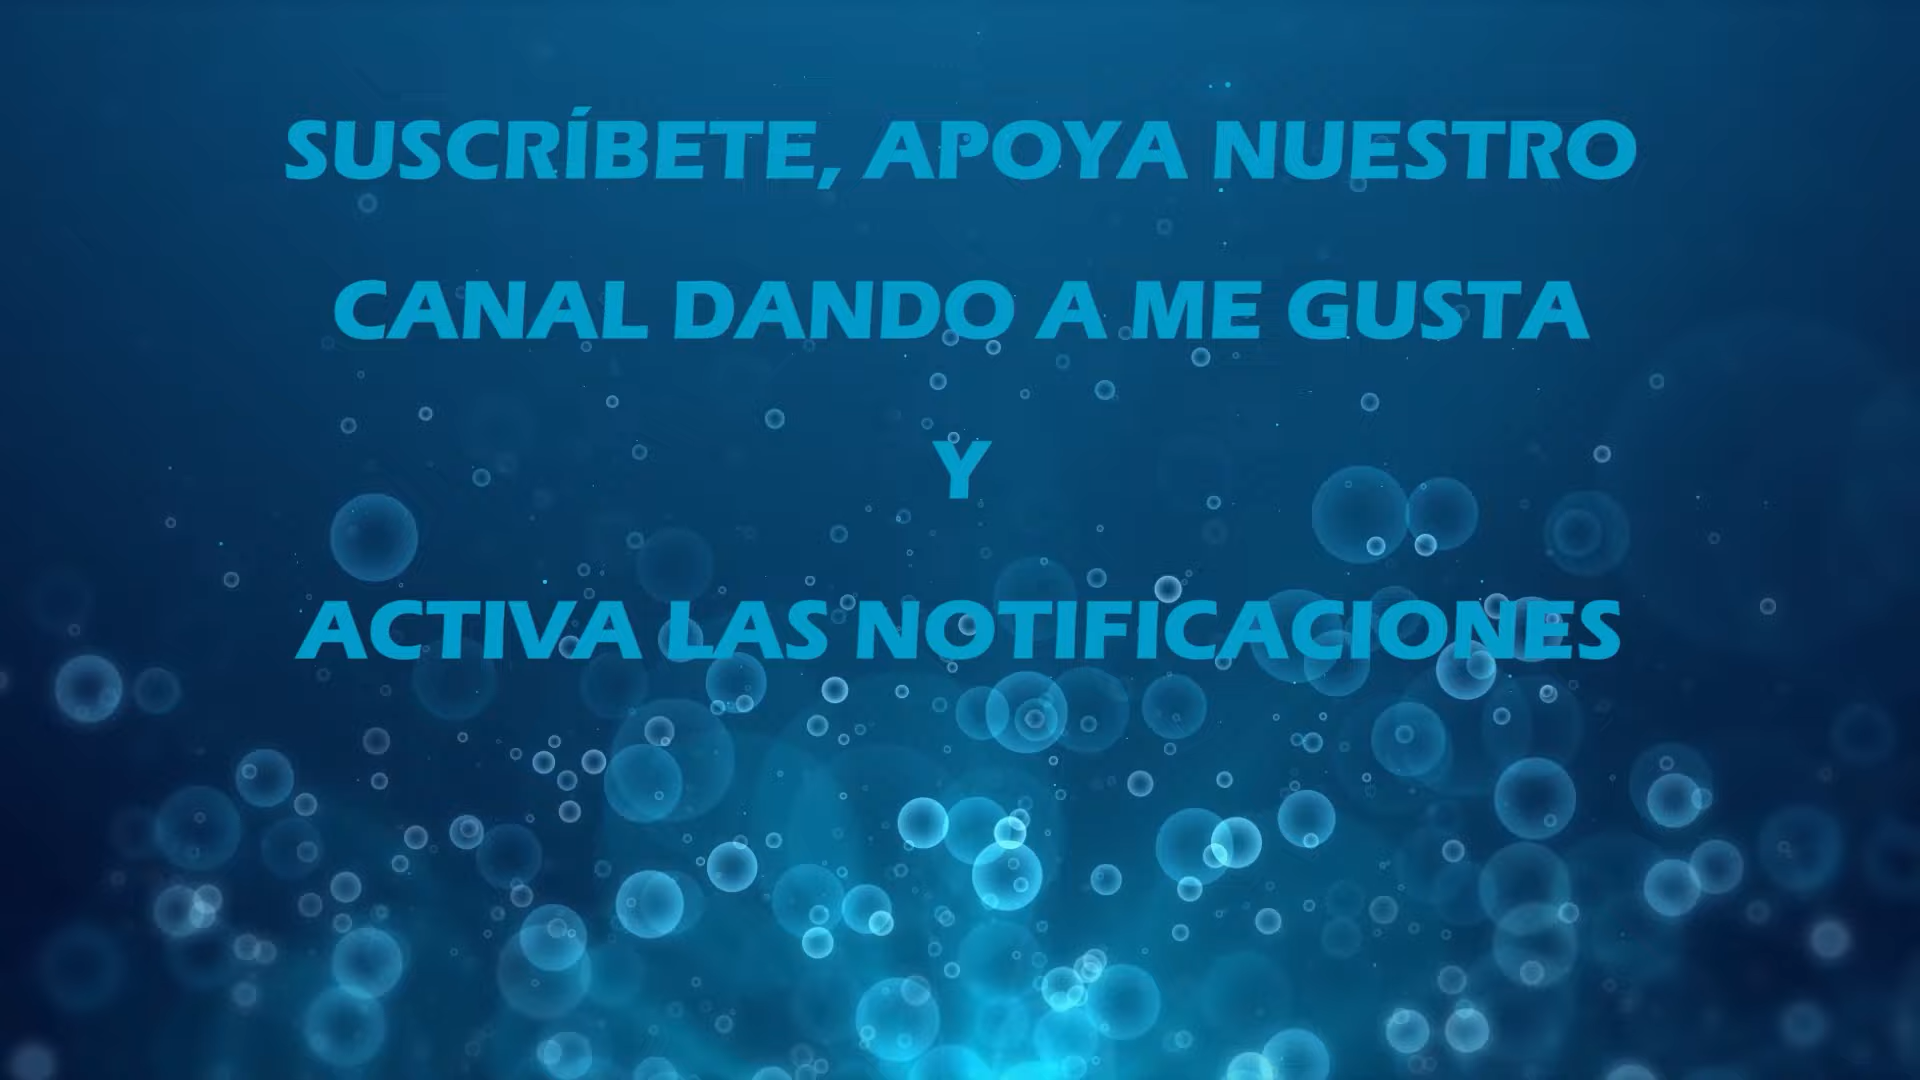 SUSCRÍBETE, APOYA NUESTRO
CANAL DANDO A ME GUSTA
Y
ACTIVA LAS NOTIFICACIONES